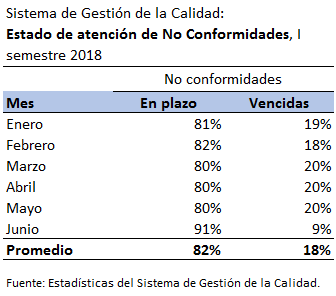 Sistema de Gestión de la Calidad:
Estado de atención de No Conformidades, I
semestre 2018
No conformidades
Mes En plazo Vencidas
Enero 81% 19%
Febrero 82% 18%
Marzo 80% 20%
Abril 80% 20%
Mayo 80% 20%
Junio 91% 9%
Promedio 82% 18%
Fuente: Estadísticas del Sistema de Gestión de la Calidad.